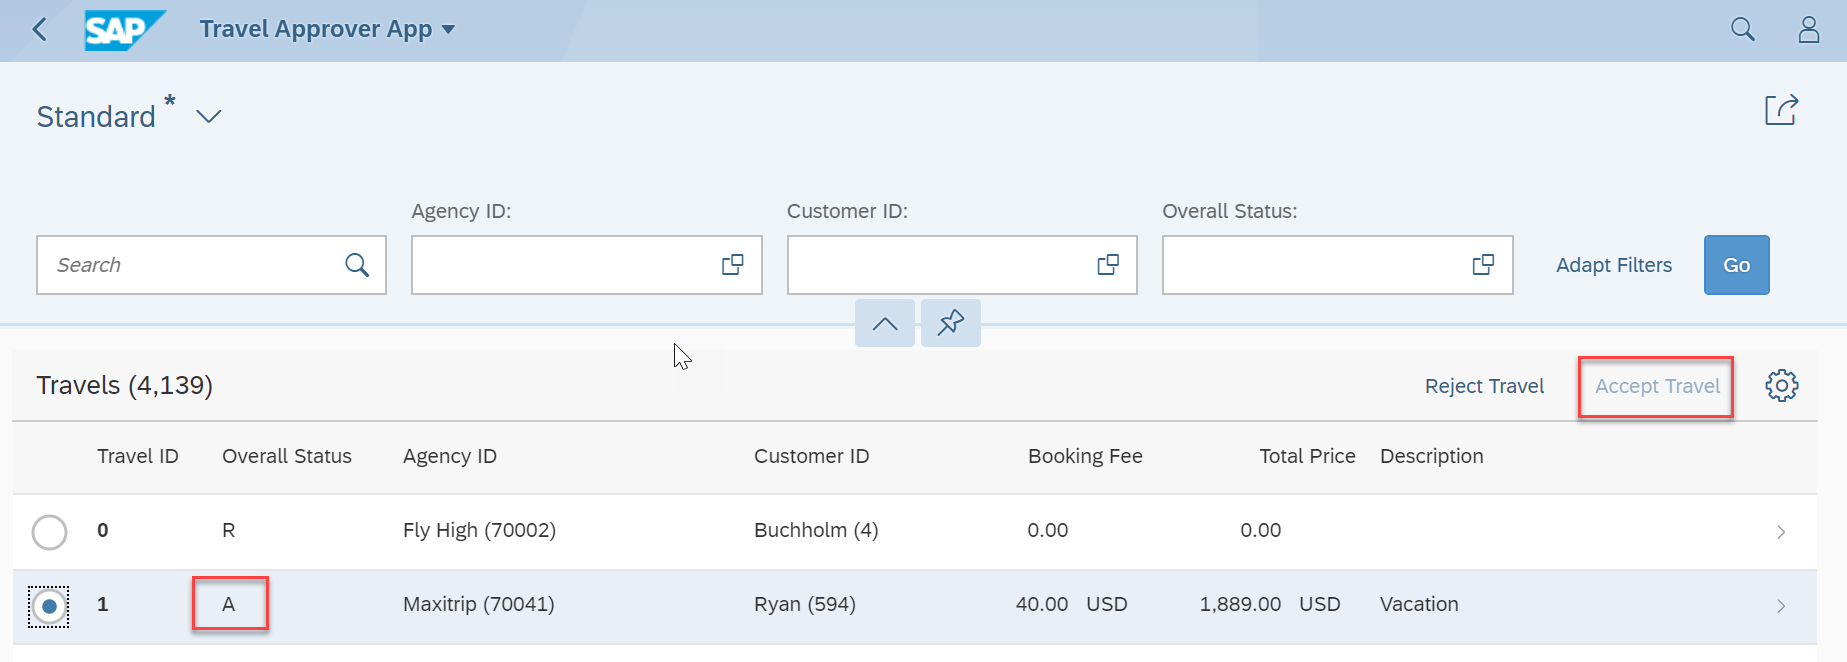 SAP Travel Approver App
Standard *
Agency ID: Customer ID: Overall Status:
Search Adapt Filters Go
Travels (4,139) Reject Travel Accept Travel
Travel ID Overall Status Agency ID Customer ID Booking Fee Total Price Description
0 R Fly High (70002) Buchholm (4) 0.00 0.00
1 A Maxitrip (70041) Ryan (594) 40.00 USD 1,889.00 USD Vacation